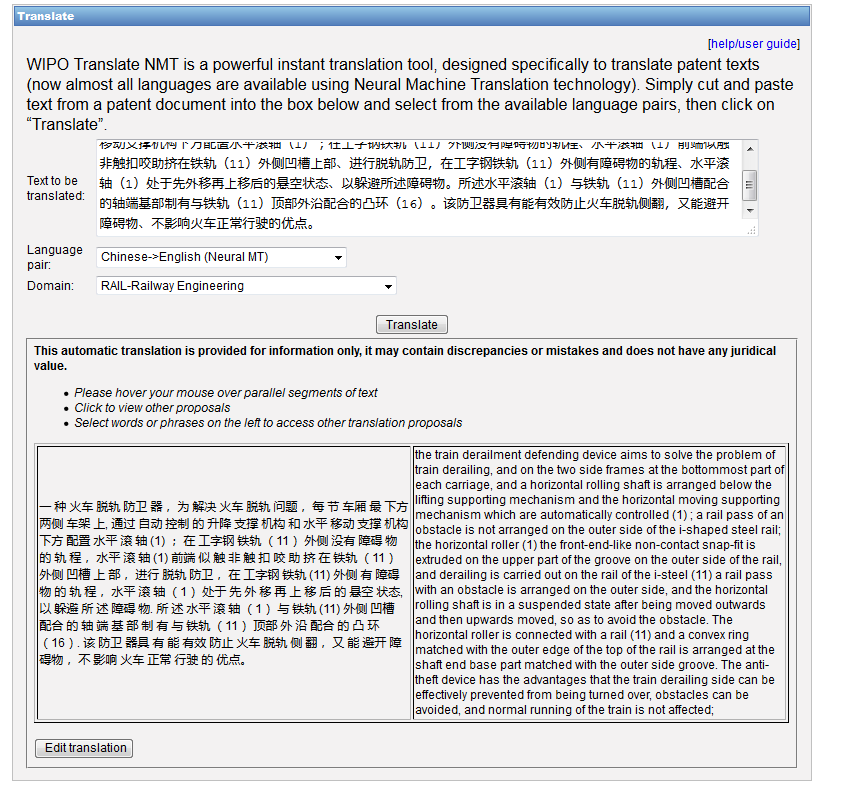 Translate
[help/user guide]
WIPO Translate NMT is a powerful instant translation tool, designed specifically to translate patent texts
(now almost all languages are available using Neural Machine Translation technology). Simply cut and paste
text from a patent document into the box below and select from the available language pairs, then click on
“Translate”.
Text to be
translated:
移动支撑机构下方配置水平滚轴（1）；在工字钢铁轨（11）外侧没有障碍物的轨程、水平滚轴（1）前端似触
非触扣咬助挤在铁轨（11）外侧凹槽上部、进行脱轨防卫，在工字钢铁轨（11）外侧有障碍物的轨程、水平滚
轴（1）处于先外移再上移后的悬空状态、以躲避所述障碍物。所述水平滚轴（1）与铁轨（11）外侧凹槽配合
的轴端基部制有与铁轨（11）顶部外沿配合的凸环（16）。该防卫器具有能有效防止火车脱轨侧翻，又能避开
障碍物、不影响火车正常行驶的优点。
Language
pair:
Chinese->English (Neural MT)
Domain:
RAIL-Railway Engineering
Translate
This automatic translation is provided for information only, it may contain discrepancies or mistakes and does not have any juridical
value.
• Please hover your mouse over parallel segments of text
• Click to view other proposals
• Select words or phrases on the left to access other translation proposals
一 种 火车 脱轨 防卫 器 ，为 解决 火车 脱轨 问题 ，每 节 车厢 最 下方
两侧 车架 上, 通过 自动 控制 的 升降 支撑 机构 和 水平 移动 支撑 机构
下方 配置 水平 滚 轴 (1) ；在 工字 钢 铁轨 （ 11 ） 外侧 没有 障碍 物
的 轨 程， 水平 滚 轴 (1) 前端 似 触 非 触 扣 咬 助 挤 在 铁轨 （ 11 ）
外侧 凹槽 上 部 ，进行 脱轨 防卫 ，在 工字 钢 铁轨 (11) 外侧 有 障碍
物 的 轨 程，水平 滚 轴 （ 1 ） 处于 先 外 移 再 上 移 后 的 悬 空 状态,
以 躲避 所 述 障碍 物. 所 述 水平 滚 轴 （ 1 ） 与 铁轨 (11) 外侧 凹槽
配合 的 轴 端 基 部 制 有 与 铁轨 （ 11 ） 顶部 外 沿 配合 的 凸 环
（ 16 ）. 该 防卫 器具 有 能 有效 防止 火车 脱轨 侧 翻 ，又 能 避开 障
碍物 ，不 影响 火车 正常 行驶 的 优点。
the train derailment defending device aims to solve the problem of
train derailing, and on the two side frames at the bottommost part of
each carriage, and a horizontal rolling shaft is arranged below the
lifting supporting mechanism and the horizontal moving supporting
mechanism which are automatically controlled (1) ; a rail pass of an
obstacle is not arranged on the outer side of the i-shaped steel rail;
the horizontal roller (1) the front-end-like non-contact snap-fit is
extruded on the upper part of the groove on the outer side of the rail,
and derailing is carried out on the rail of the i-steel (11) a rail pass
with an obstacle is arranged on the outer side, and the horizontal
rolling shaft is in a suspended state after being moved outwards
and then upwards moved, so as to avoid the obstacle. The
horizontal roller is connected with a rail (11) and a convex ring
matched with the outer edge of the top of the rail is arranged at the
shaft end base part matched with the outer side groove. The anti-
theft device has the advantages that the train derailing side can be
effectively prevented from being turned over, obstacles can be
avoided, and normal running of the train is not affected;
Edit translation